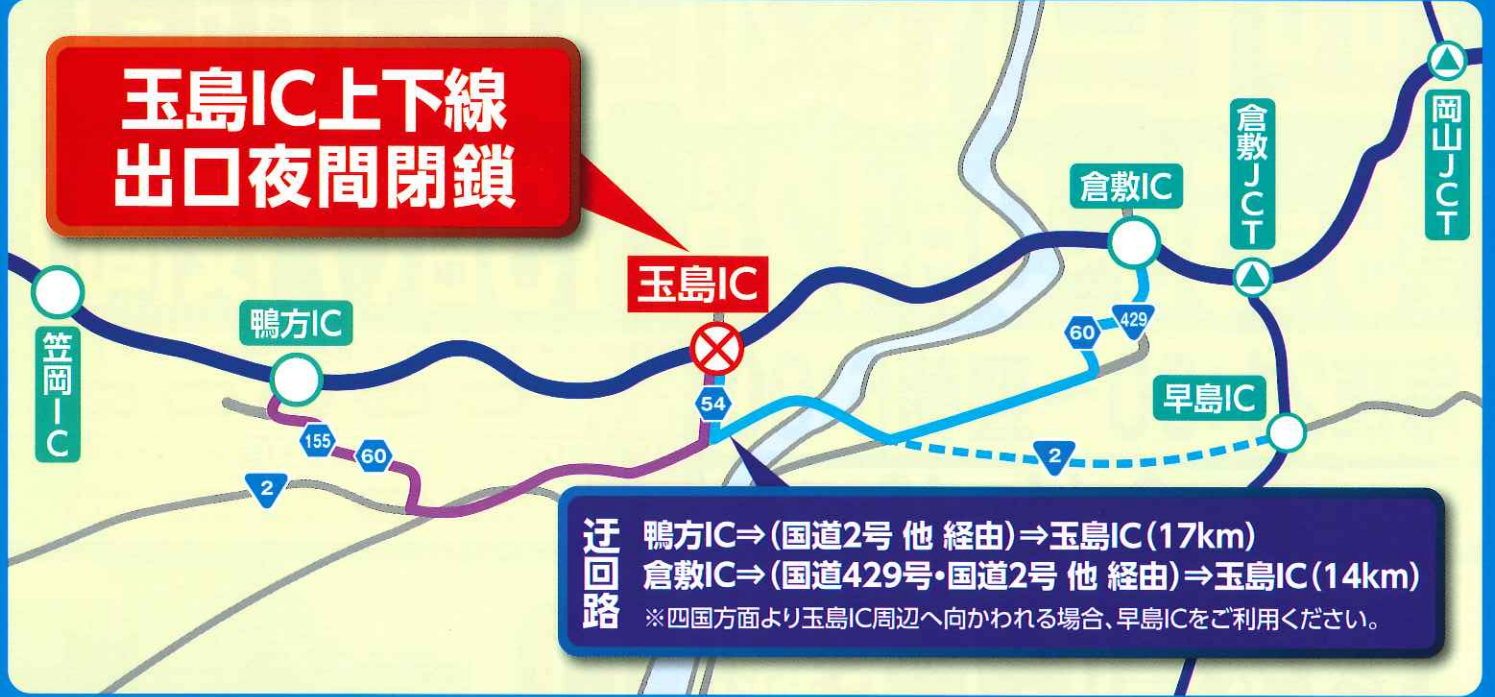 玉島IC上下線
出口夜間閉鎖
岡山JCT
倉敷JCT
倉敷IC
玉島IC
鴨方IC
笠岡IC
429
60
54
早島IC
155
60
2
2
迂回路
鴨方IC⇒(国道2号 他 経由)⇒玉島IC(17km)
倉敷IC⇒(国道429号・国道2号 他 経由)⇒玉島IC(14km)
※四国方面より玉島IC周辺へ向かわれる場合、早島ICをご利用ください。